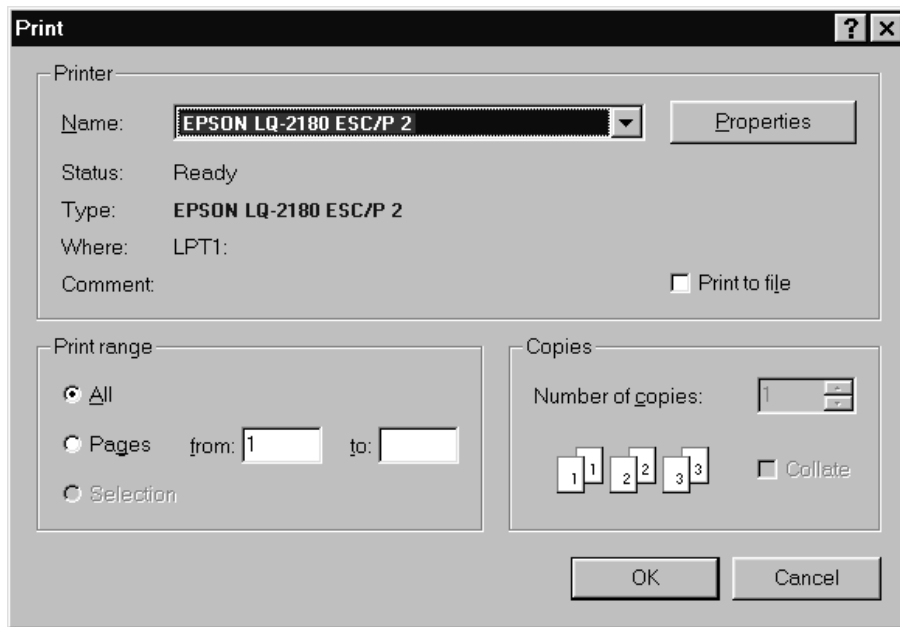 Print
Printer
Name: EPSON LQ-2180 ESC/P 2 Properties
Status: Ready
Type: EPSON LQ-2180 ESC/P 2
Where: LPT1:
Comment: Print to file
Print range
All
Pages from: 1 to:
Selection
Copies
Number of copies: 1
1 1 2 2 3 3 Collate
OK Cancel